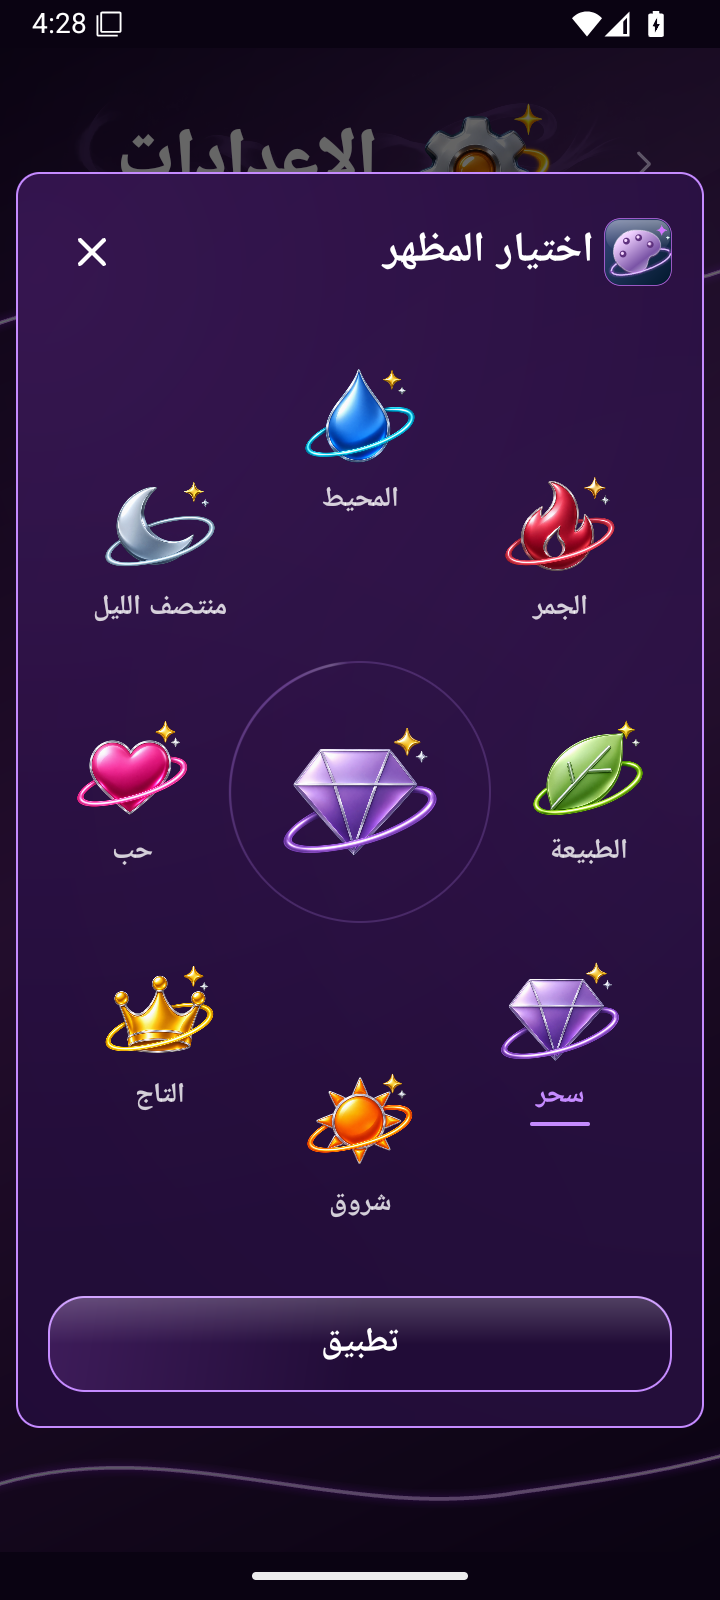 4:28
الإعدادات
اختيار المظهر
المحيط
الجمر
منتصف الليل
الطبيعة
حب
سحر
التاج
شروق
تطبيق